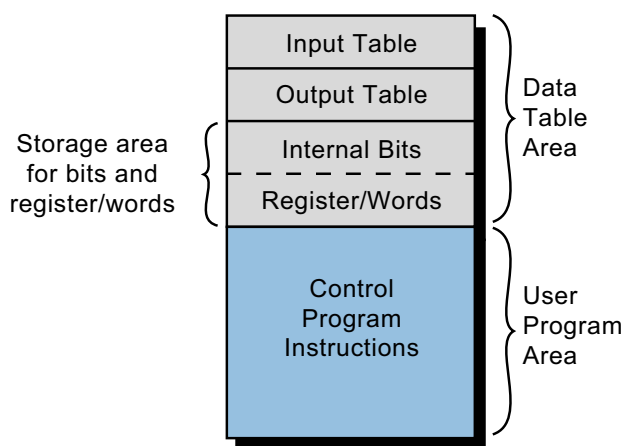 Input Table
Output Table
Internal Bits
Register/Words
Control
Program
Instructions
Storage area
for bits and
register/words
Data
Table
Area
User
Program
Area